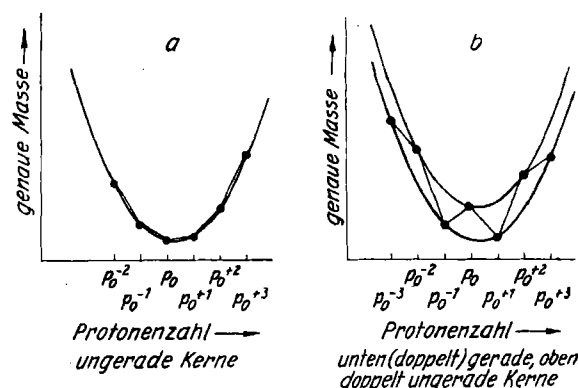 a
genaue Masse
p₀⁻² p₀ p₀⁺²
p₀⁻¹ p₀⁺¹ p₀⁺³
Protonenzahl
ungerade Kerne
b
genaue Masse
p₀⁻² p₀ p₀⁺²
p₀⁻³ p₀⁻¹ p₀⁺¹ p₀⁺³
Protonenzahl
unten (doppelt) gerade, oben
doppelt ungerade Kerne